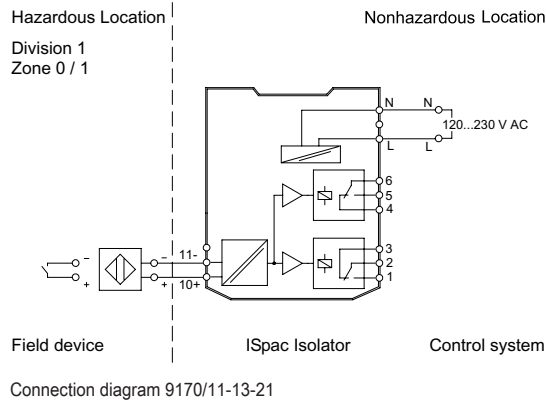 Hazardous Location
Nonhazardous Location
Division 1
Zone 0 / 1
N
N
120...230 V AC
L
L
6
5
4
3
2
1
–
–
11-
+
+
10+
Field device
ISpac Isolator
Control system
Connection diagram 9170/11-13-21